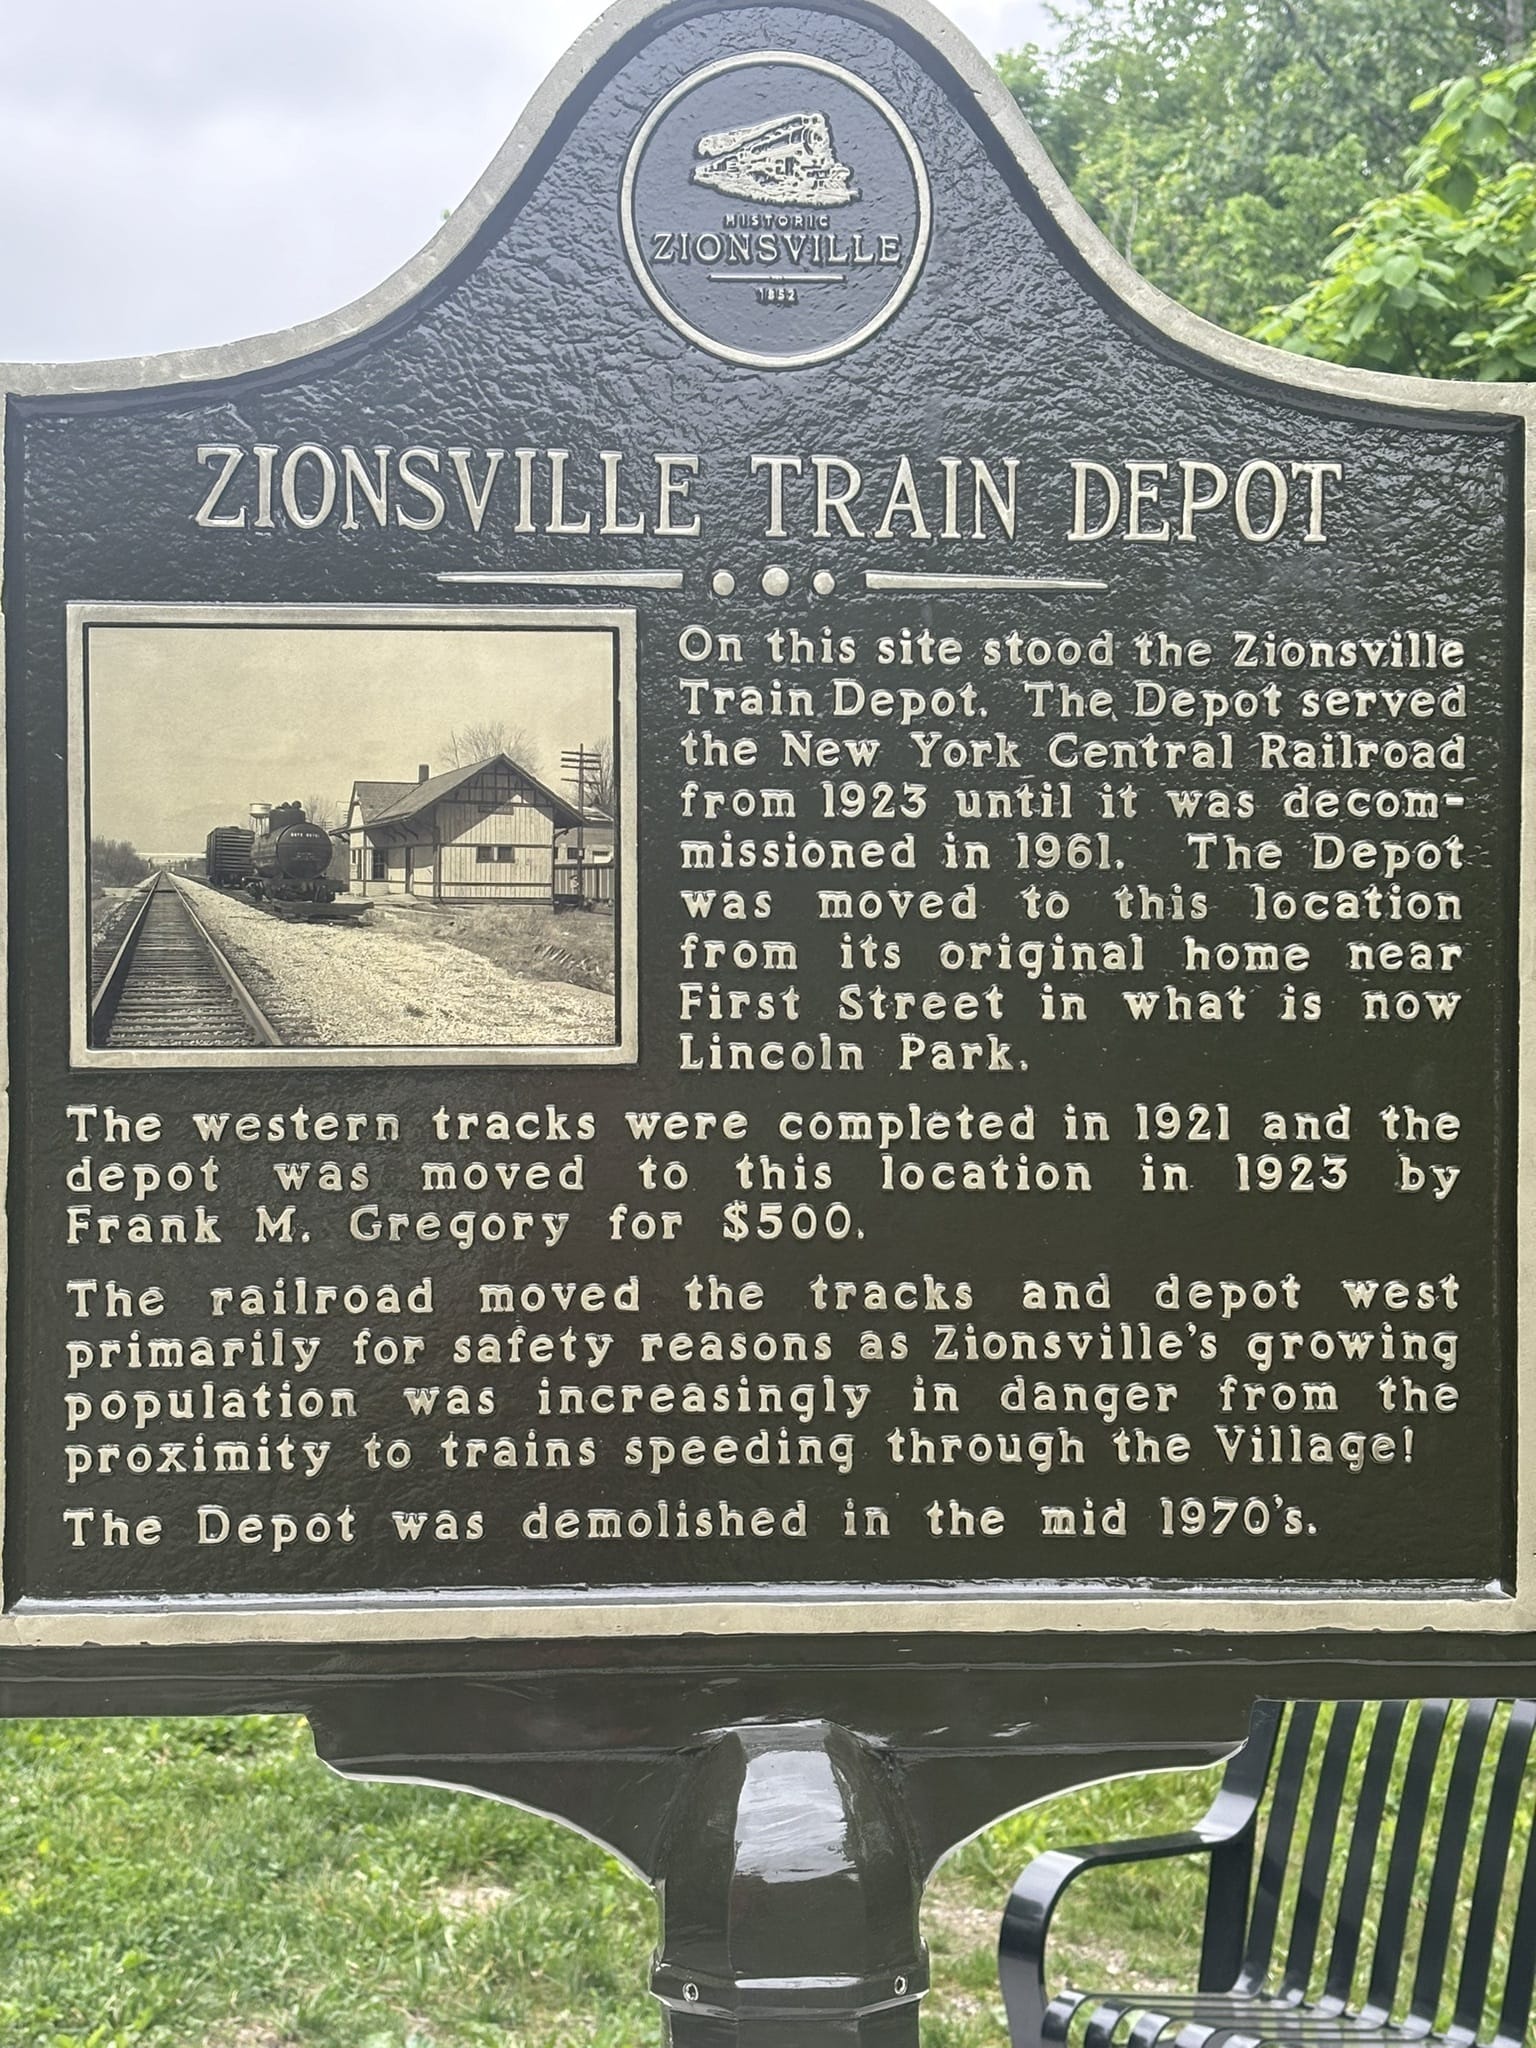 HISTORIC
ZIONSVILLE
1852
ZIONSVILLE TRAIN DEPOT
On this site stood the Zionsville
Train Depot. The Depot served
the New York Central Railroad
from 1923 until it was decom-
missioned in 1961. The Depot
was moved to this location
from its original home near
First Street in what is now
Lincoln Park.
The western tracks were completed in 1921 and the
depot was moved to this location in 1923 by
Frank M. Gregory for $500.
The railroad moved the tracks and depot west
primarily for safety reasons as Zionsville's growing
population was increasingly in danger from the
proximity to trains speeding through the Village!
The Depot was demolished in the mid 1970's.